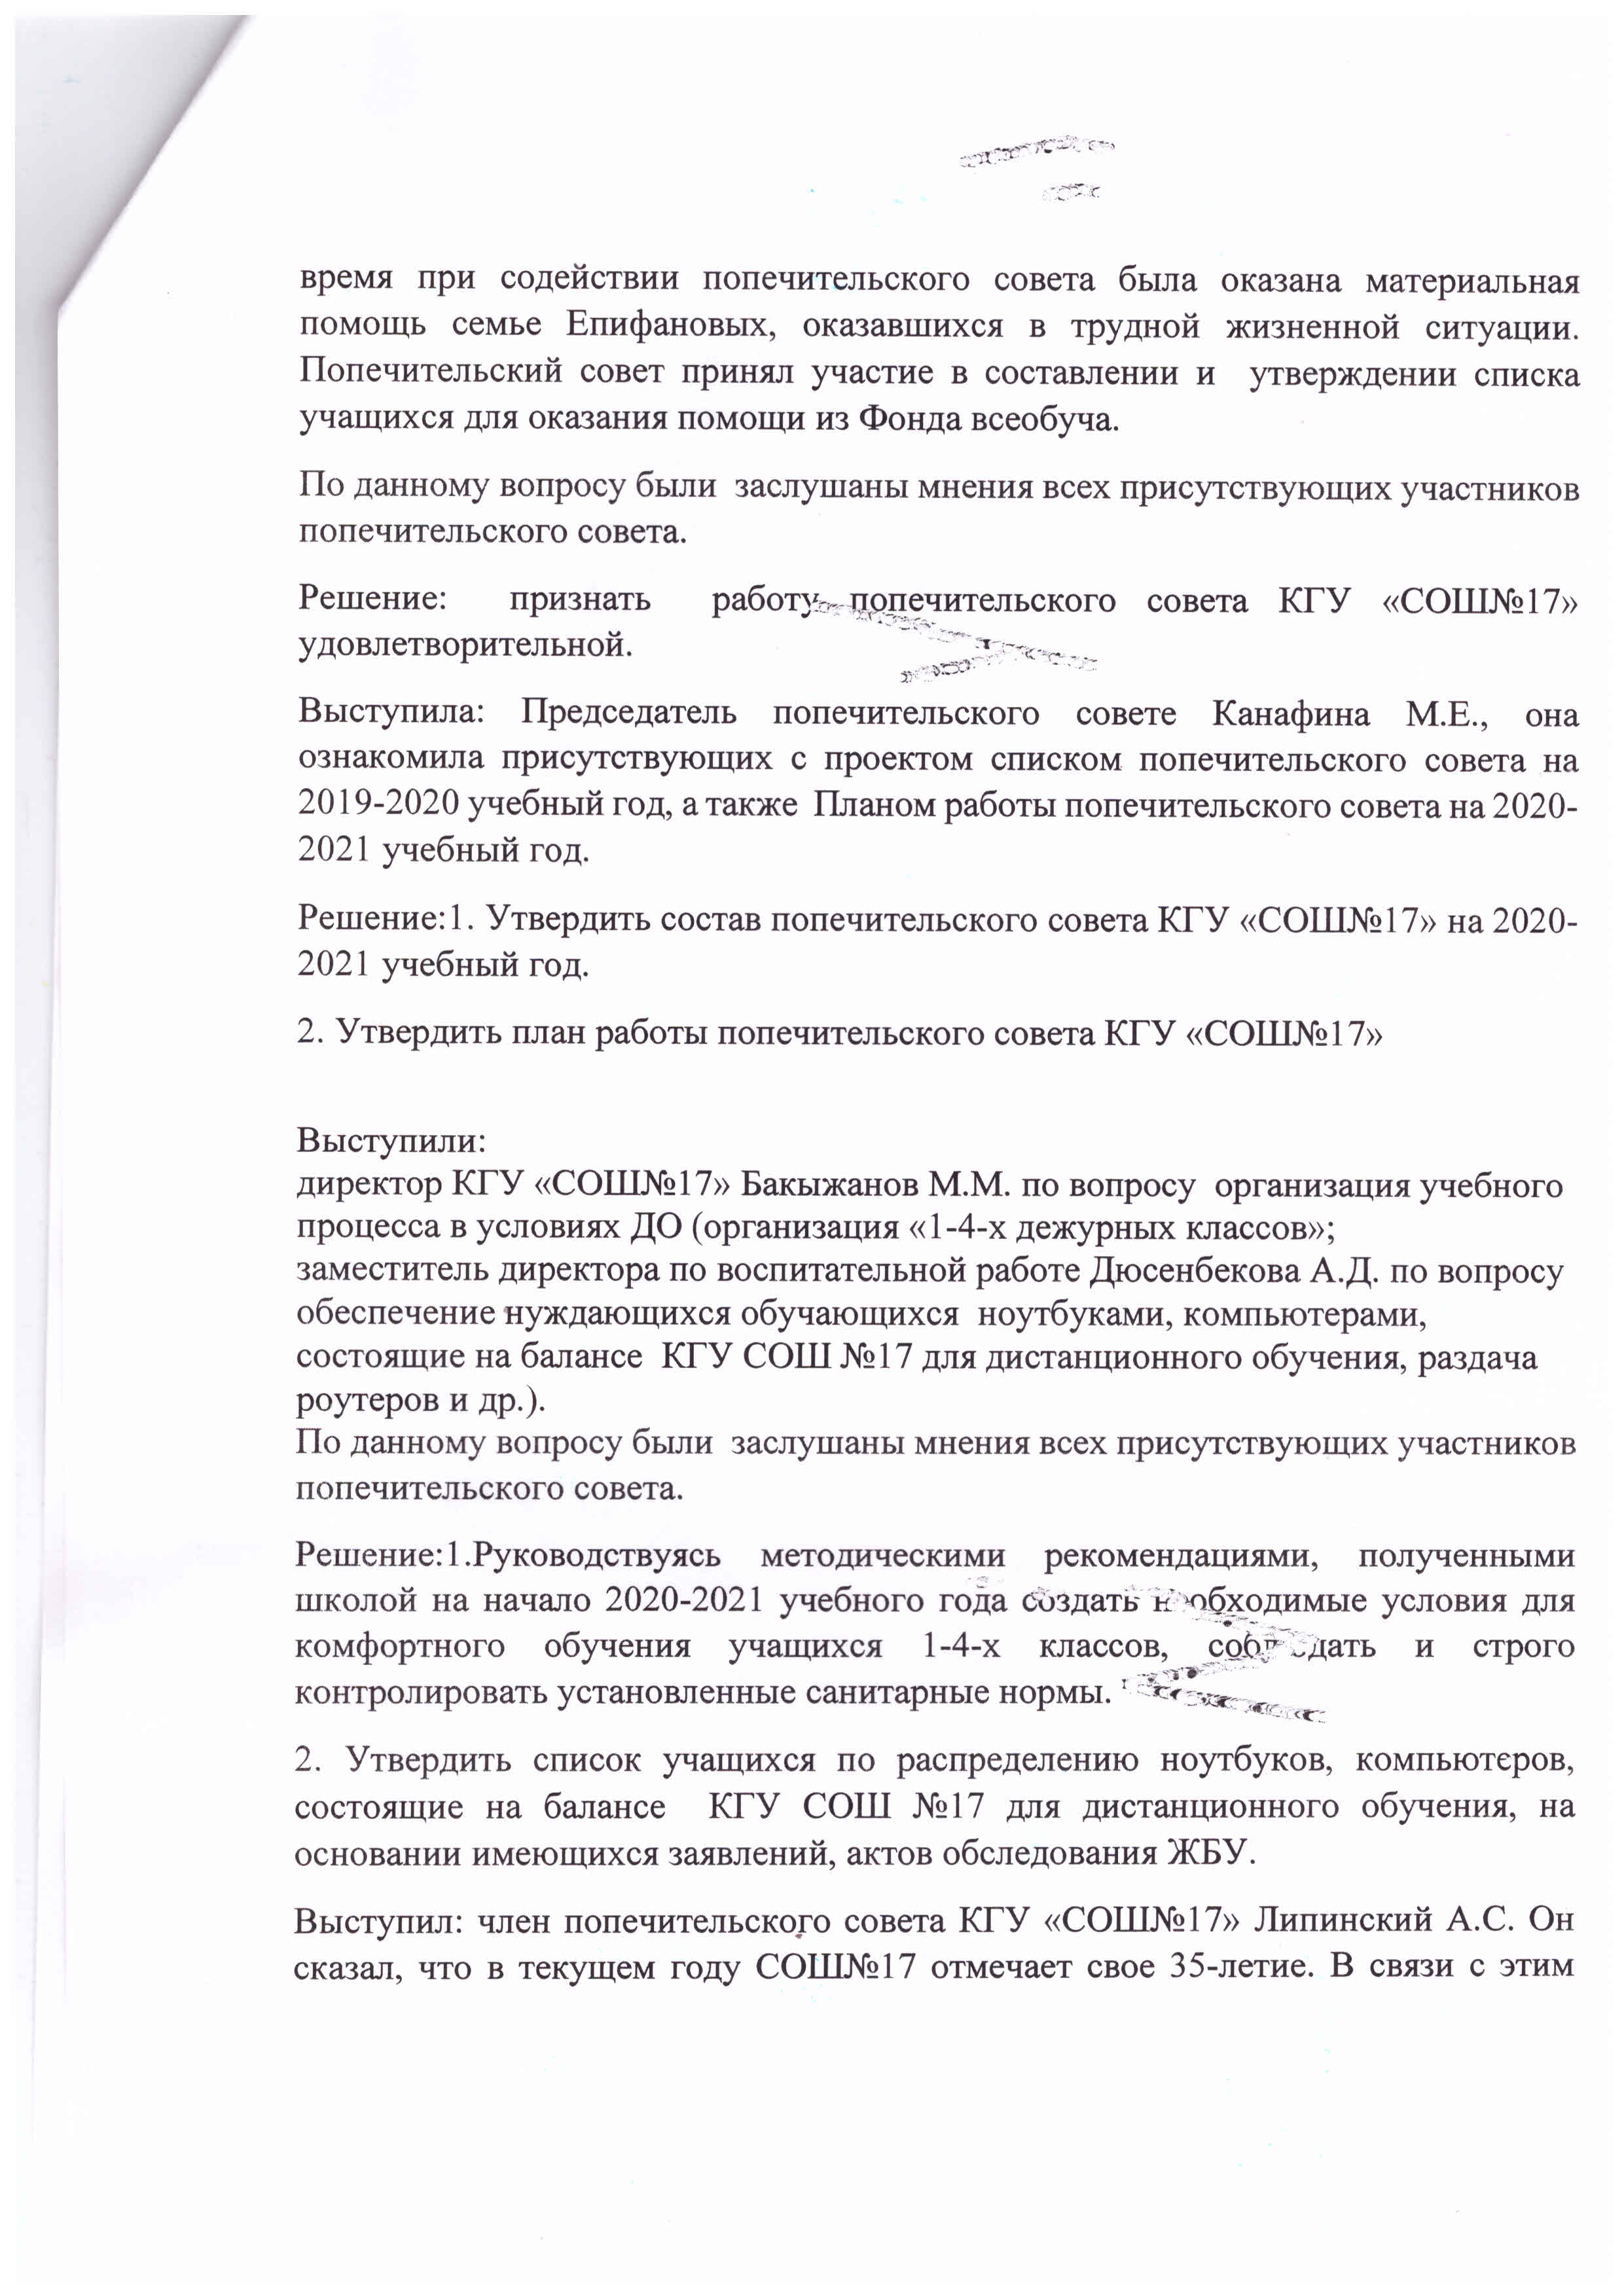 время при содействии попечительского совета была оказана материальная
помощь семье Епифановых, оказавшихся в трудной жизненной ситуации.
Попечительский совет принял участие в составлении и утверждении списка
учащихся для оказания помощи из Фонда всеобуча.
По данному вопросу были заслушаны мнения всех присутствующих участников
попечительского совета.
Решение: признать работу попечительского совета КГУ «СОШ№17»
удовлетворительной.
Выступила: Председатель попечительского совете Канафина М.Е., она
ознакомила присутствующих с проектом списком попечительского совета на
2019-2020 учебный год, а также Планом работы попечительского совета на 2020-
2021 учебный год.
Решение:1. Утвердить состав попечительского совета КГУ «СОШ№17» на 2020-
2021 учебный год.
2. Утвердить план работы попечительского совета КГУ «СОШ№17»
Выступили:
директор КГУ «СОШ№17» Бакыжанов М.М. по вопросу организация учебного
процесса в условиях ДО (организация «1-4-х дежурных классов»;
заместитель директора по воспитательной работе Дюсенбекова А.Д. по вопросу
обеспечение нуждающихся обучающихся ноутбуками, компьютерами,
состоящие на балансе КГУ СОШ №17 для дистанционного обучения, раздача
роутеров и др.).
По данному вопросу были заслушаны мнения всех присутствующих участников
попечительского совета.
Решение:1.Руководствуясь методическими рекомендациями, полученными
школой на начало 2020-2021 учебного года создать необходимые условия для
комфортного обучения учащихся 1-4-х классов, соблюдать и строго
контролировать установленные санитарные нормы.
2. Утвердить список учащихся по распределению ноутбуков, компьютеров,
состоящие на балансе КГУ СОШ №17 для дистанционного обучения, на
основании имеющихся заявлений, актов обследования ЖБУ.
Выступил: член попечительского совета КГУ «СОШ№17» Липинский А.С. Он
сказал, что в текущем году СОШ№17 отмечает свое 35-летие. В связи с этим